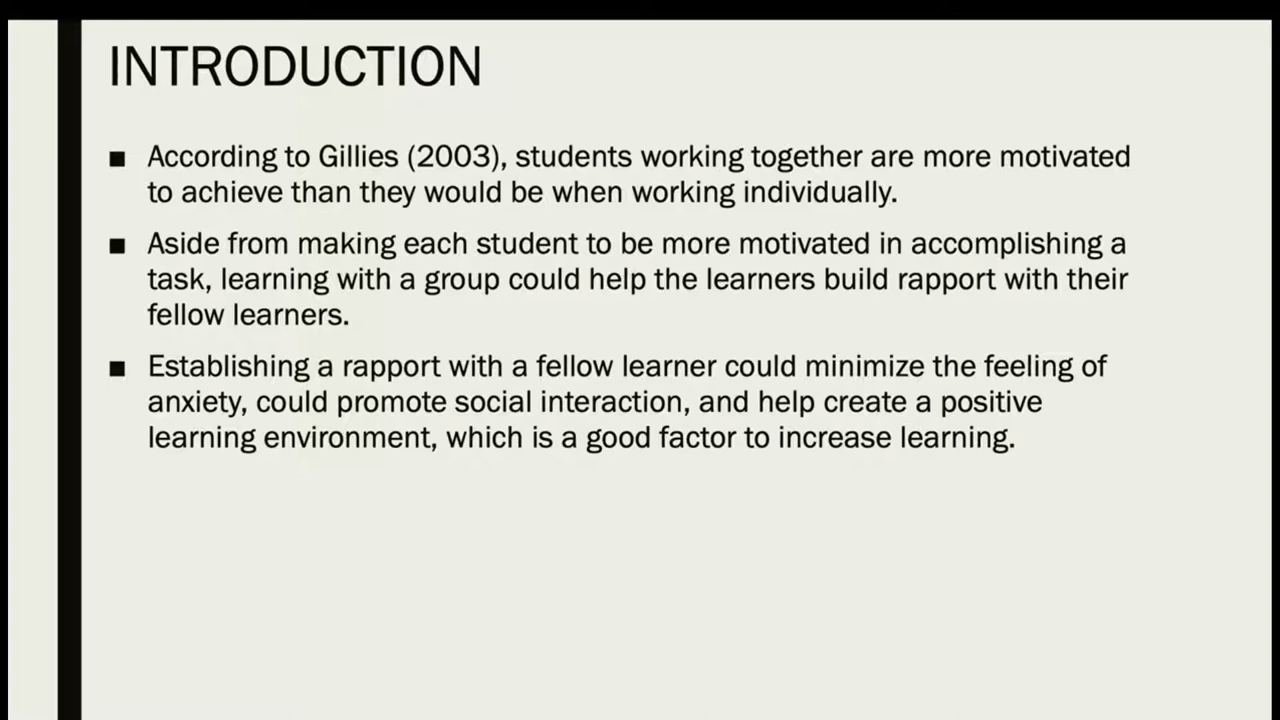 INTRODUCTION
■ According to Gillies (2003), students working together are more motivated
to achieve than they would be when working individually.
■ Aside from making each student to be more motivated in accomplishing a
task, learning with a group could help the learners build rapport with their
fellow learners.
■ Establishing a rapport with a fellow learner could minimize the feeling of
anxiety, could promote social interaction, and help create a positive
learning environment, which is a good factor to increase learning.